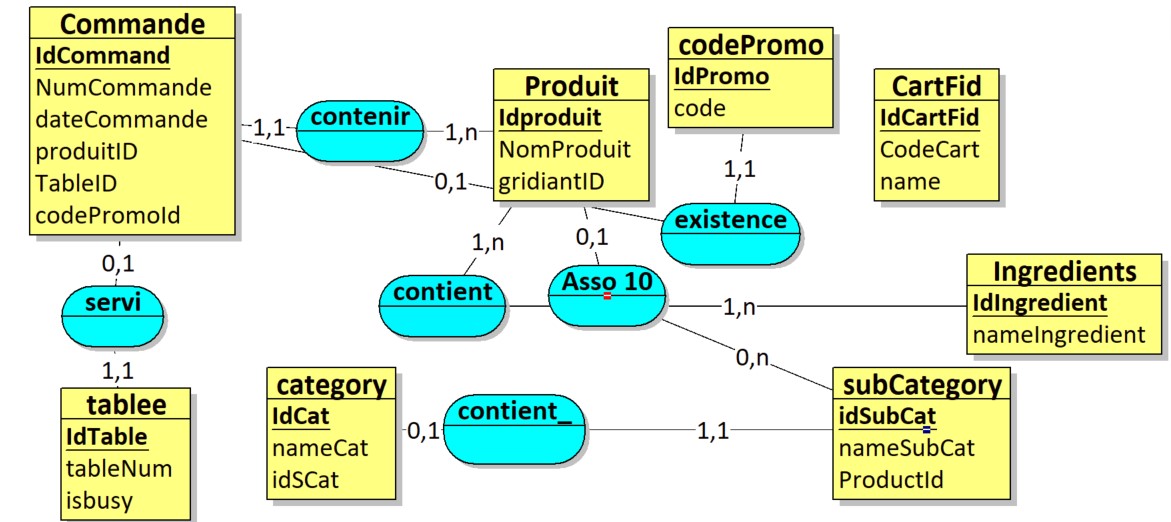 Commande
IdCommand
NumCommande
dateCommande
produitID
TableID
codePromoId
1,1
contenir
1,n
0,1
Produit
Idproduit
NomProduit
gridiantID
codePromo
IdPromo
code
1,1
existence
CartFid
IdCartFid
CodeCart
name
0,1
servi
1,1
tablee
IdTable
tableNum
isbusy
1,n
contient
0,1
Asso 10
1,n
0,n
Ingredients
IdIngredient
nameIngredient
category
IdCat
nameCat
idSCat
0,1
contient_
1,1
subCategory
idSubCat
nameSubCat
ProductId